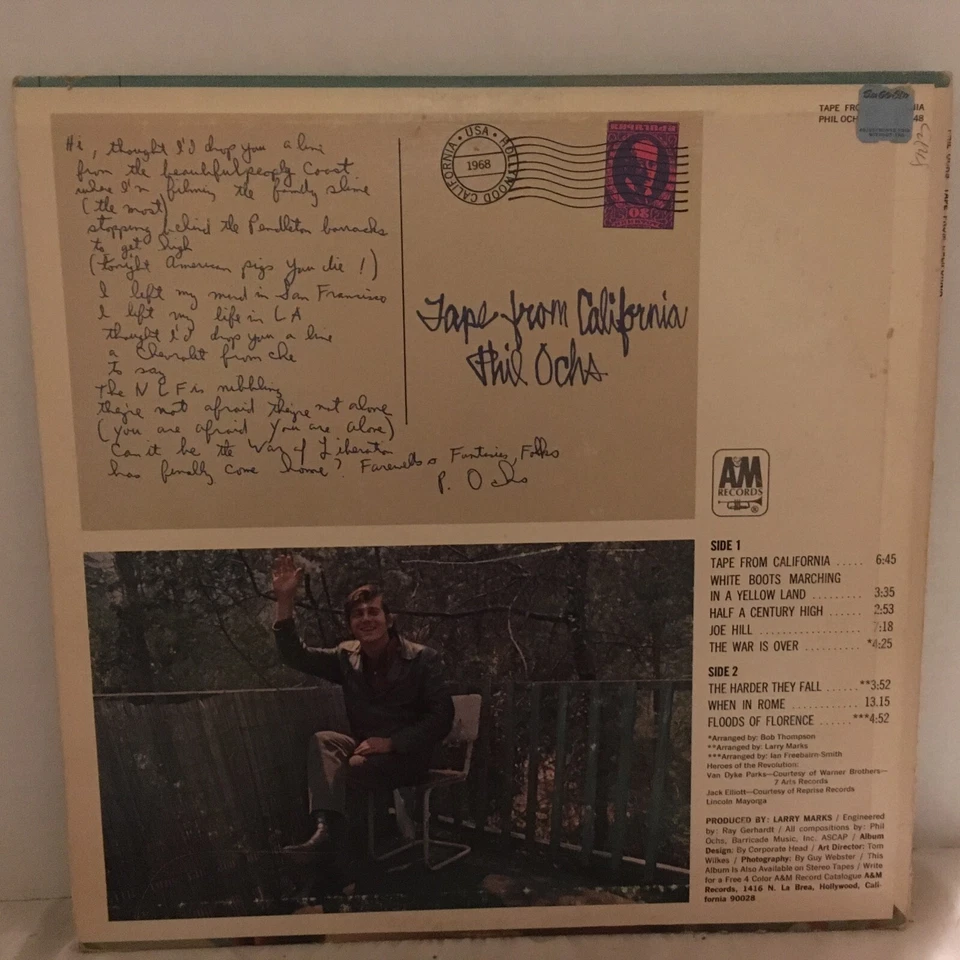 Hi, thought I'd drop you a line
from the beautifulpeoply Coast
where I'm filming the family slime
(the most)
stopping behind the Pendleton barracks
to get high
(tonight American pigs you die!)
I left my mind in San Francisco
I left my life in LA
thought I'd drop you a line
a Chevrolet from che
to say
The NLF is nibbling
they're not afraid they're not alone
(you are afraid you are alone)
Can it be the War of Liberation
has finally come home? Farewells & Fantasies, Folks
P. Ochs
HOLLYWOOD CALIFORNIA • USA •
1968
80
Tape from California
Phil Ochs
TAPE IA
PHIL OCH 48
A&M
RECORDS
®
SIDE 1
TAPE FROM CALIFORNIA ..... 6:45
WHITE BOOTS MARCHING
IN A YELLOW LAND ......... 3:35
HALF A CENTURY HIGH ...... 2:53
JOE HILL .................. :18
THE WAR IS OVER .......... *4:25
SIDE 2
THE HARDER THEY FALL ......**3:52
WHEN IN ROME ............ 13.15
FLOODS OF FLORENCE ......***4:52
*Arranged by: Bob Thompson
**Arranged by: Larry Marks
***Arranged by: Ian Freebairn-Smith
Heroes of the Revolution:
Van Dyke Parks—Courtesy of Warner Brothers—
7 Arts Records
Jack Elliott—Courtesy of Reprise Records
Lincoln Mayorga
PRODUCED BY: LARRY MARKS / Engineered
by: Ray Gerhardt / All compositions by: Phil
Ochs, Barricade Music, Inc. ASCAP / Album
Design: By Corporate Head / Art Director: Tom
Wilkes / Photography: By Guy Webster / This
Album Is Also Available on Stereo Tapes / Write
for a Free 4 Color A&M Record Catalogue A&M
Records, 1416 N. La Brea, Hollywood, Cali-
fornia 90028